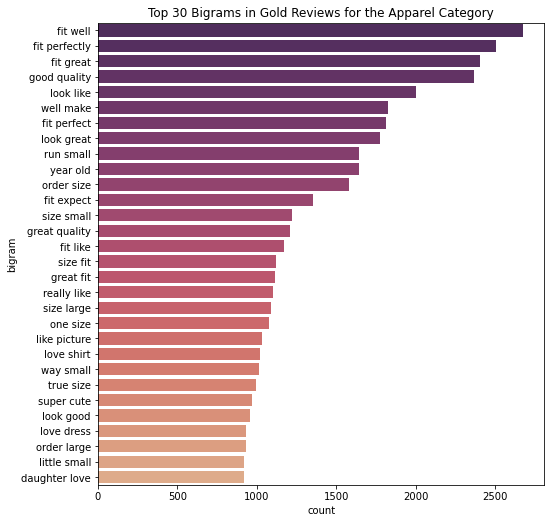 Top 30 Bigrams in Gold Reviews for the Apparel Category
fit well
fit perfectly
fit great
good quality
look like
well make
fit perfect
look great
run small
year old
order size
fit expect
size small
great quality
fit like
size fit
great fit
really like
size large
one size
like picture
love shirt
way small
true size
super cute
look good
love dress
order large
little small
daughter love
bigram
0 500 1000 1500 2000 2500
count